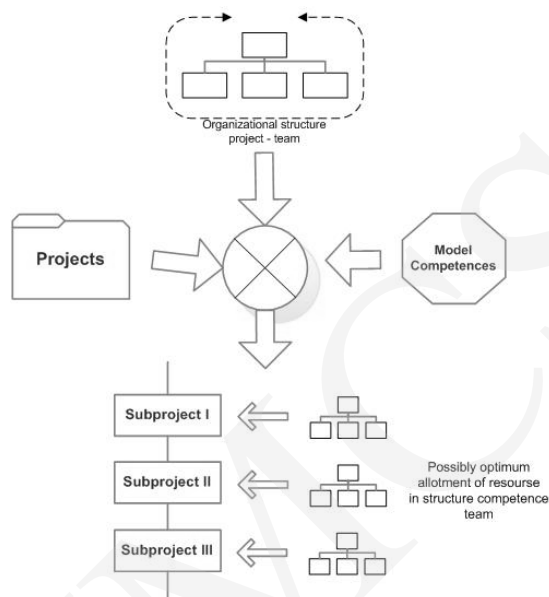 Organizational structure
project - team
Projects
Model
Competences
Subproject I
Subproject II
Subproject III
Possibly optimum
allotment of resourse
in structure competence
team